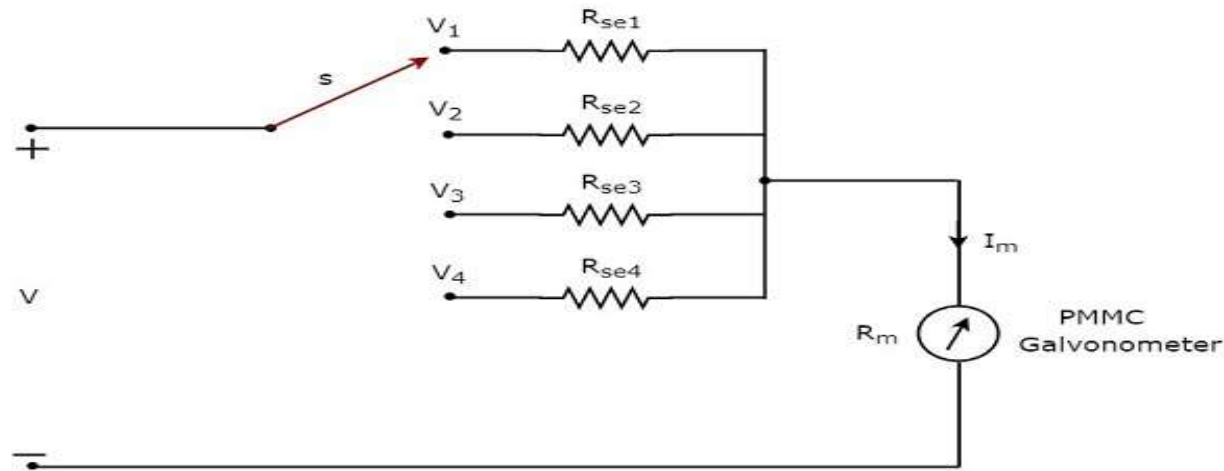 V1
Rse1
s
V2
Rse2
+
V3
Rse3
Im
V4
Rse4
V
Rm
PMMC
Galvonometer
−